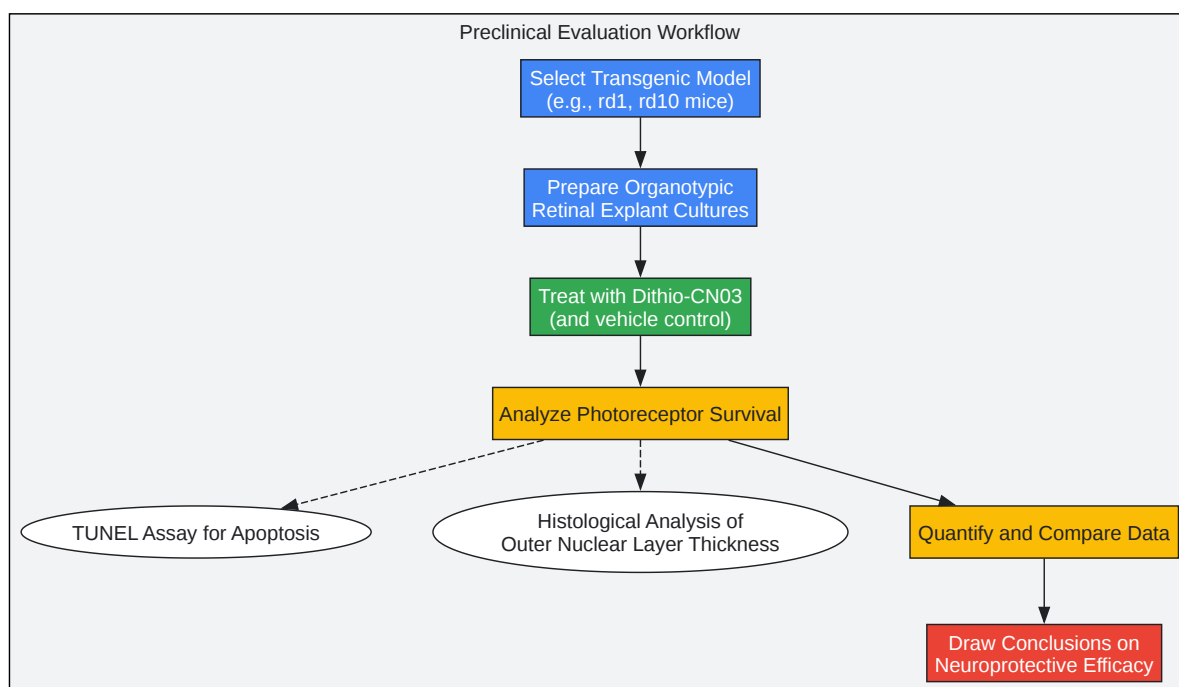 Preclinical Evaluation Workflow
Select Transgenic Model
(e.g., rd1, rd10 mice)
Prepare Organotypic
Retinal Explant Cultures
Treat with Dithio-CN03
(and vehicle control)
Analyze Photoreceptor Survival
TUNEL Assay for Apoptosis
Histological Analysis of
Outer Nuclear Layer Thickness
Quantify and Compare Data
Draw Conclusions on
Neuroprotective Efficacy